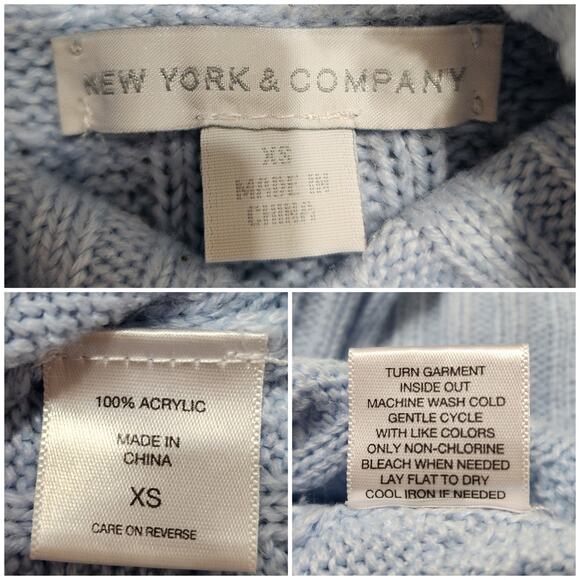 NEW YORK & COMPANY
XS
MADE IN
CHINA
100% ACRYLIC
MADE IN
CHINA
XS
CARE ON REVERSE
TURN GARMENT
INSIDE OUT
MACHINE WASH COLD
GENTLE CYCLE
WITH LIKE COLORS
ONLY NON-CHLORINE
BLEACH WHEN NEEDED
LAY FLAT TO DRY
COOL IRON IF NEEDED